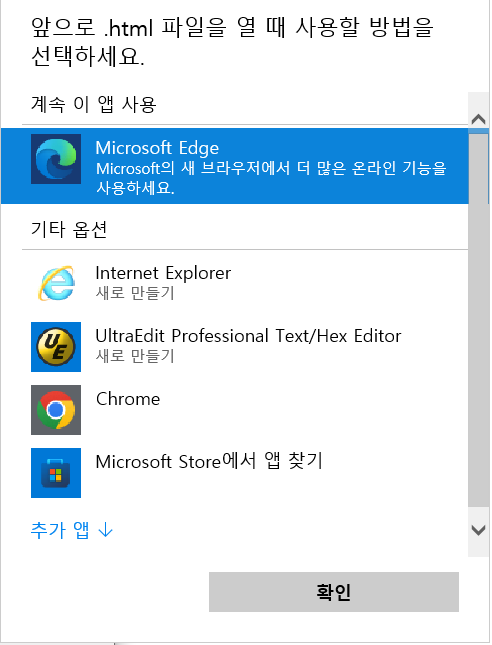 앞으로 .html 파일을 열 때 사용할 방법을
선택하세요.
계속 이 앱 사용
Microsoft Edge
Microsoft의 새 브라우저에서 더 많은 온라인 기능을
사용하세요.
기타 옵션
Internet Explorer
새로 만들기
UltraEdit Professional Text/Hex Editor
새로 만들기
Chrome
Microsoft Store에서 앱 찾기
추가 앱 ↓
확인